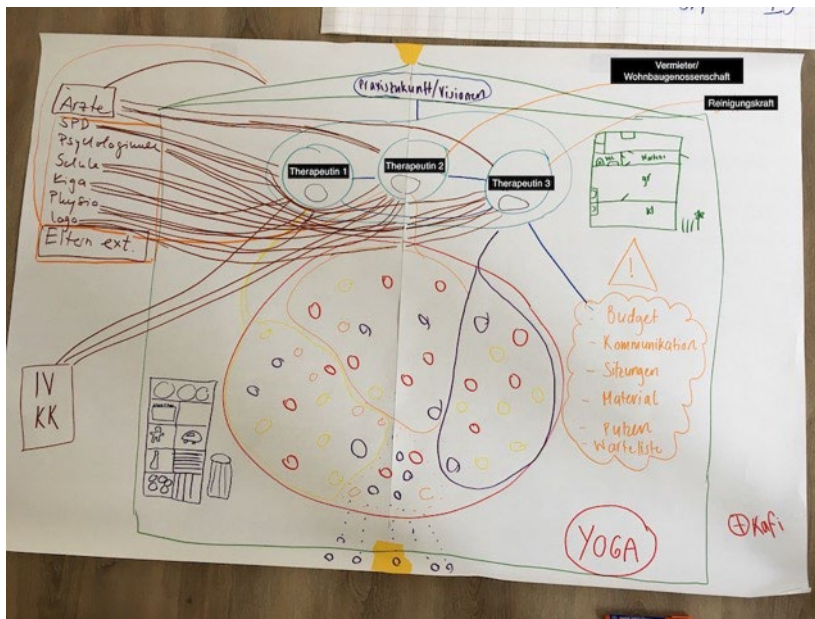 Vermieter/
Wohnbaugenossenschaft
Praxiszukunft/Visionen
Reinigungskraft
Ärzte
SPD
Psychologinnen
Schule
Kiga
Physio
Logo
Eltern ext.
Therapeutin 1
Therapeutin 2
Therapeutin 3
!
- Budget
- Kommunikation
- Sitzungen
- Material
- Putzen
- Warteliste
IV
KK
YOGA
+ Kafi